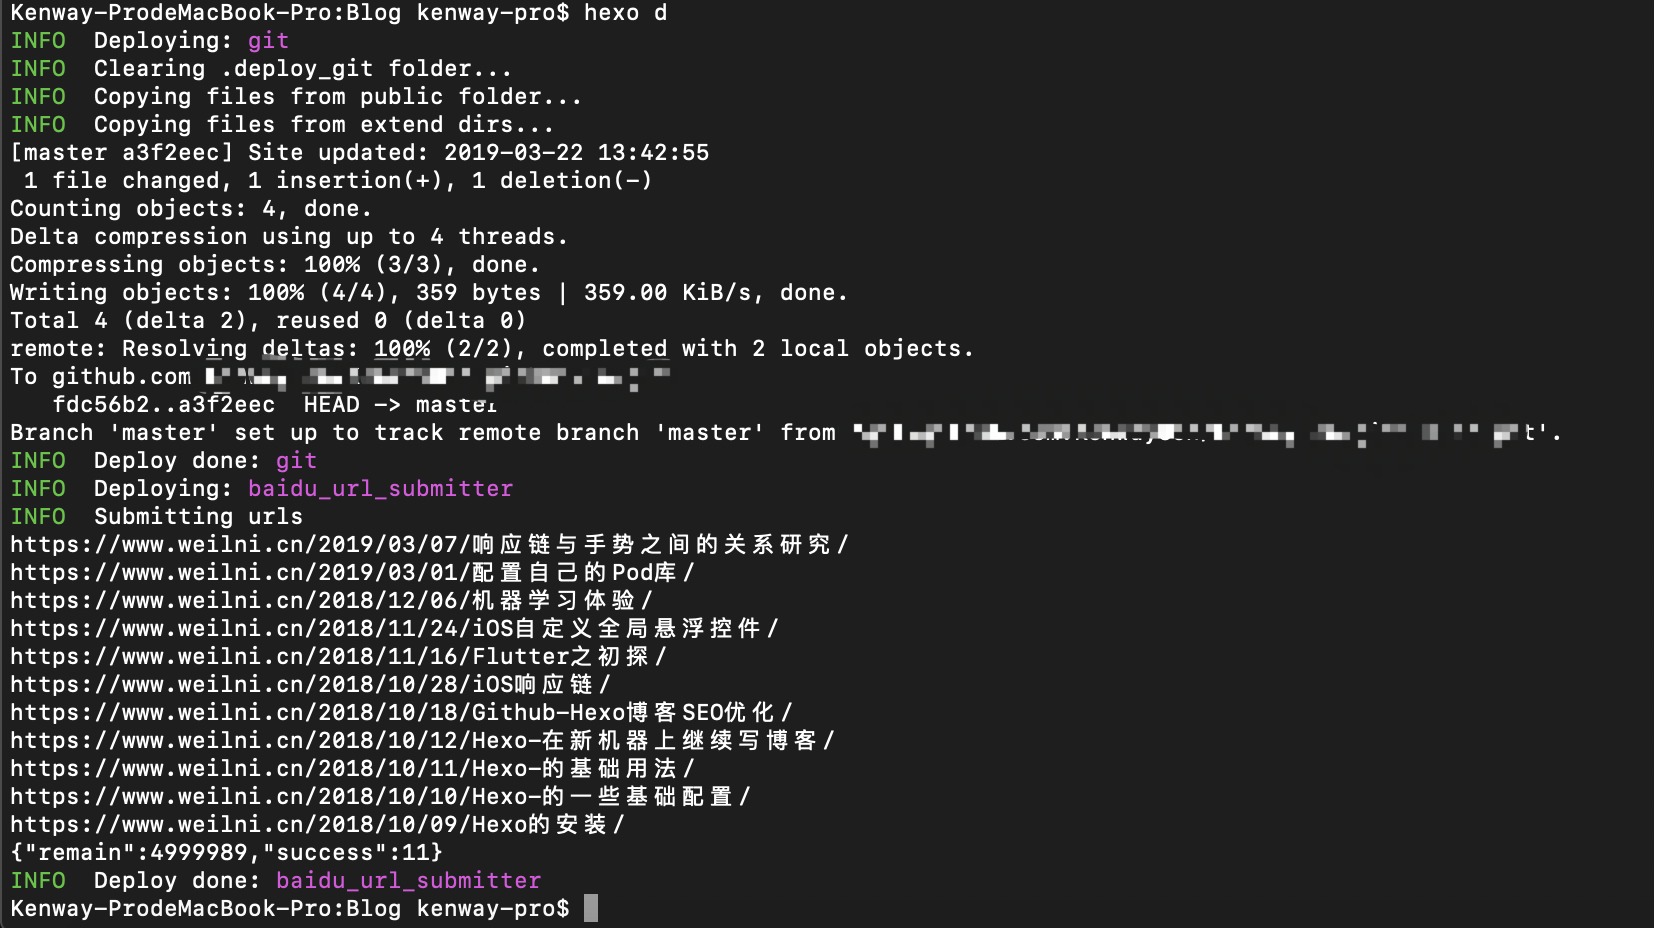 Kenway-ProdeMacBook-Pro:Blog kenway-pro$ hexo d
INFO  Deploying: git
INFO  Clearing .deploy_git folder...
INFO  Copying files from public folder...
INFO  Copying files from extend dirs...
[master a3f2eec] Site updated: 2019-03-22 13:42:55
 1 file changed, 1 insertion(+), 1 deletion(-)
Counting objects: 4, done.
Delta compression using up to 4 threads.
Compressing objects: 100% (3/3), done.
Writing objects: 100% (4/4), 359 bytes | 359.00 KiB/s, done.
Total 4 (delta 2), reused 0 (delta 0)
remote: Resolving deltas: 100% (2/2), completed with 2 local objects.
To github.com
   fdc56b2..a3f2eec  HEAD -> master
Branch 'master' set up to track remote branch 'master' from
INFO  Deploy done: git
INFO  Deploying: baidu_url_submitter
INFO  Submitting urls
https://www.weilni.cn/2019/03/07/响应链与手势之间的关系研究/
https://www.weilni.cn/2019/03/01/配置自己的Pod库/
https://www.weilni.cn/2018/12/06/机器学习体验/
https://www.weilni.cn/2018/11/24/iOS自定义全局悬浮控件/
https://www.weilni.cn/2018/11/16/Flutter之初探/
https://www.weilni.cn/2018/10/28/iOS响应链/
https://www.weilni.cn/2018/10/18/Github-Hexo博客SEO优化/
https://www.weilni.cn/2018/10/12/Hexo-在新机器上继续写博客/
https://www.weilni.cn/2018/10/11/Hexo-的基础用法/
https://www.weilni.cn/2018/10/10/Hexo-的一些基础配置/
https://www.weilni.cn/2018/10/09/Hexo的安装/
{"remain":4999989,"success":11}
INFO  Deploy done: baidu_url_submitter
Kenway-ProdeMacBook-Pro:Blog kenway-pro$